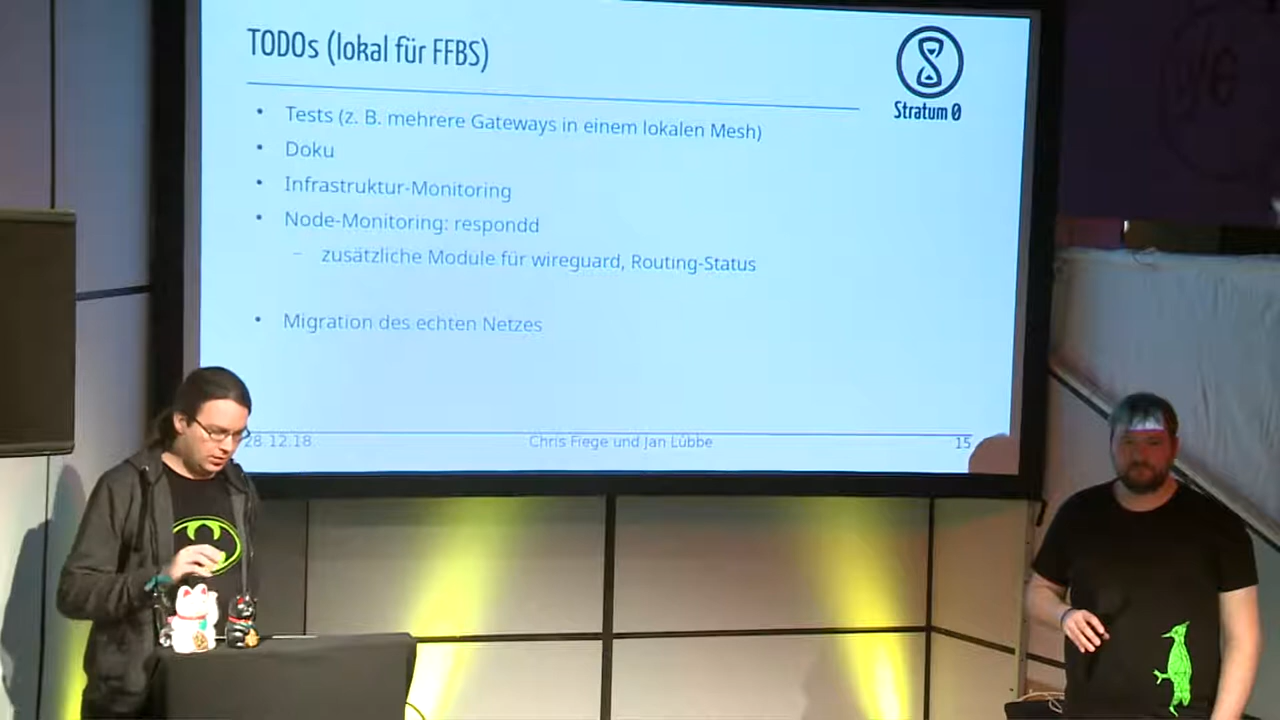 TODOs (lokal für FFBS)
Stratum 0
• Tests (z. B. mehrere Gateways in einem lokalen Mesh)
• Doku
• Infrastruktur-Monitoring
• Node-Monitoring: respondd
– zusätzliche Module für wireguard, Routing-Status
• Migration des echten Netzes
28.12.18
Chris Fiege und Jan Lübbe
15